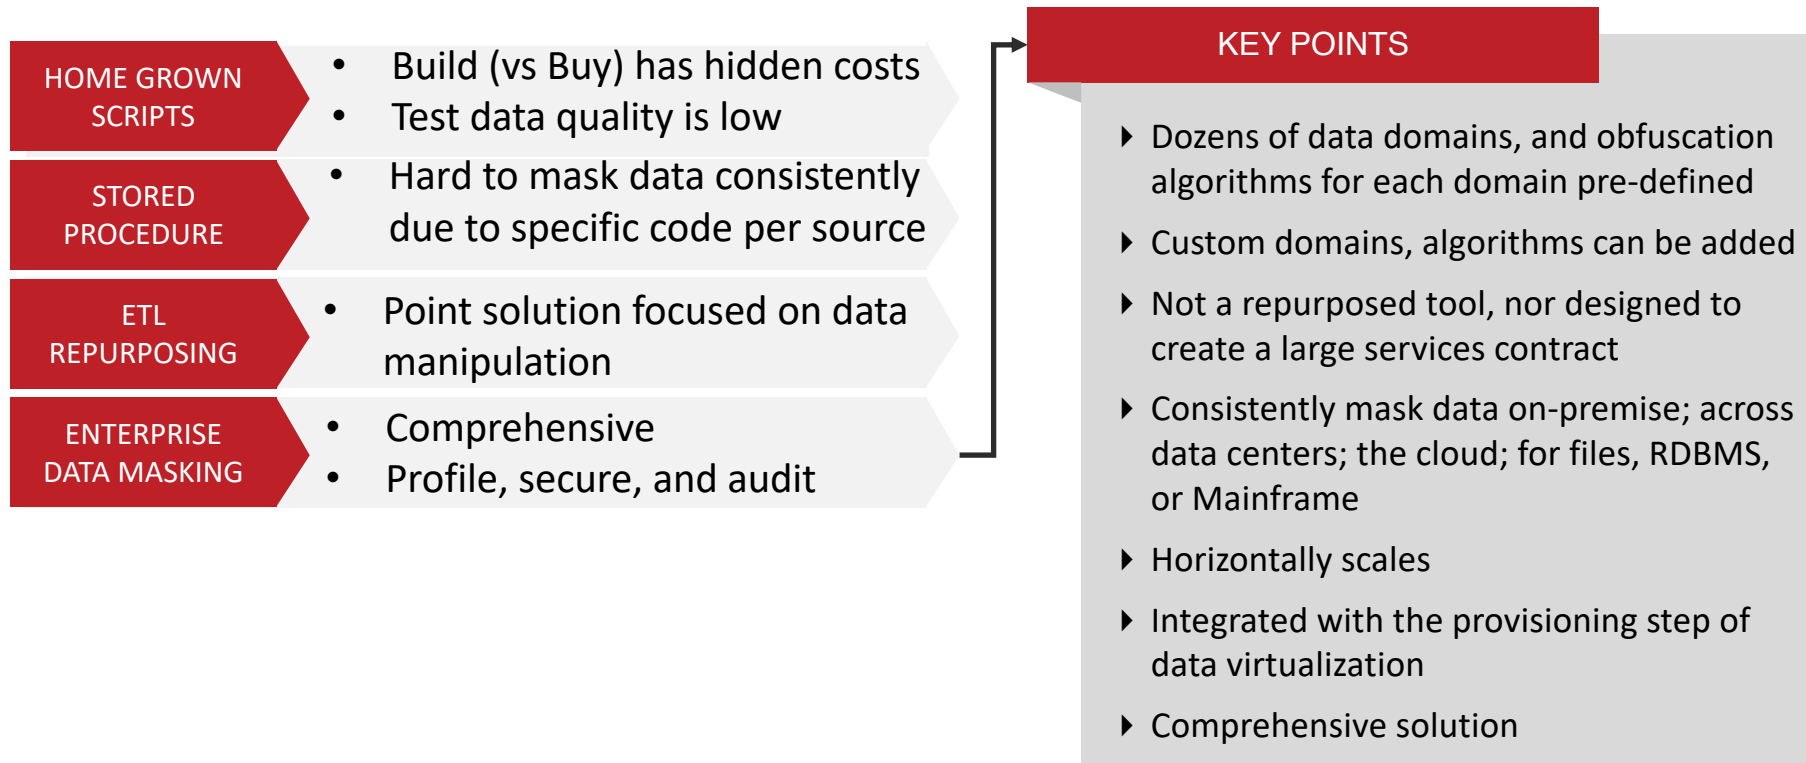 HOME GROWN
SCRIPTS
• Build (vs Buy) has hidden costs
• Test data quality is low
STORED
PROCEDURE
• Hard to mask data consistently
due to specific code per source
ETL
REPURPOSING
• Point solution focused on data
manipulation
ENTERPRISE
DATA MASKING
• Comprehensive
• Profile, secure, and audit
KEY POINTS
Dozens of data domains, and obfuscation
algorithms for each domain pre-defined
Custom domains, algorithms can be added
Not a repurposed tool, nor designed to
create a large services contract
Consistently mask data on-premise; across
data centers; the cloud; for files, RDBMS,
or Mainframe
Horizontally scales
Integrated with the provisioning step of
data virtualization
Comprehensive solution